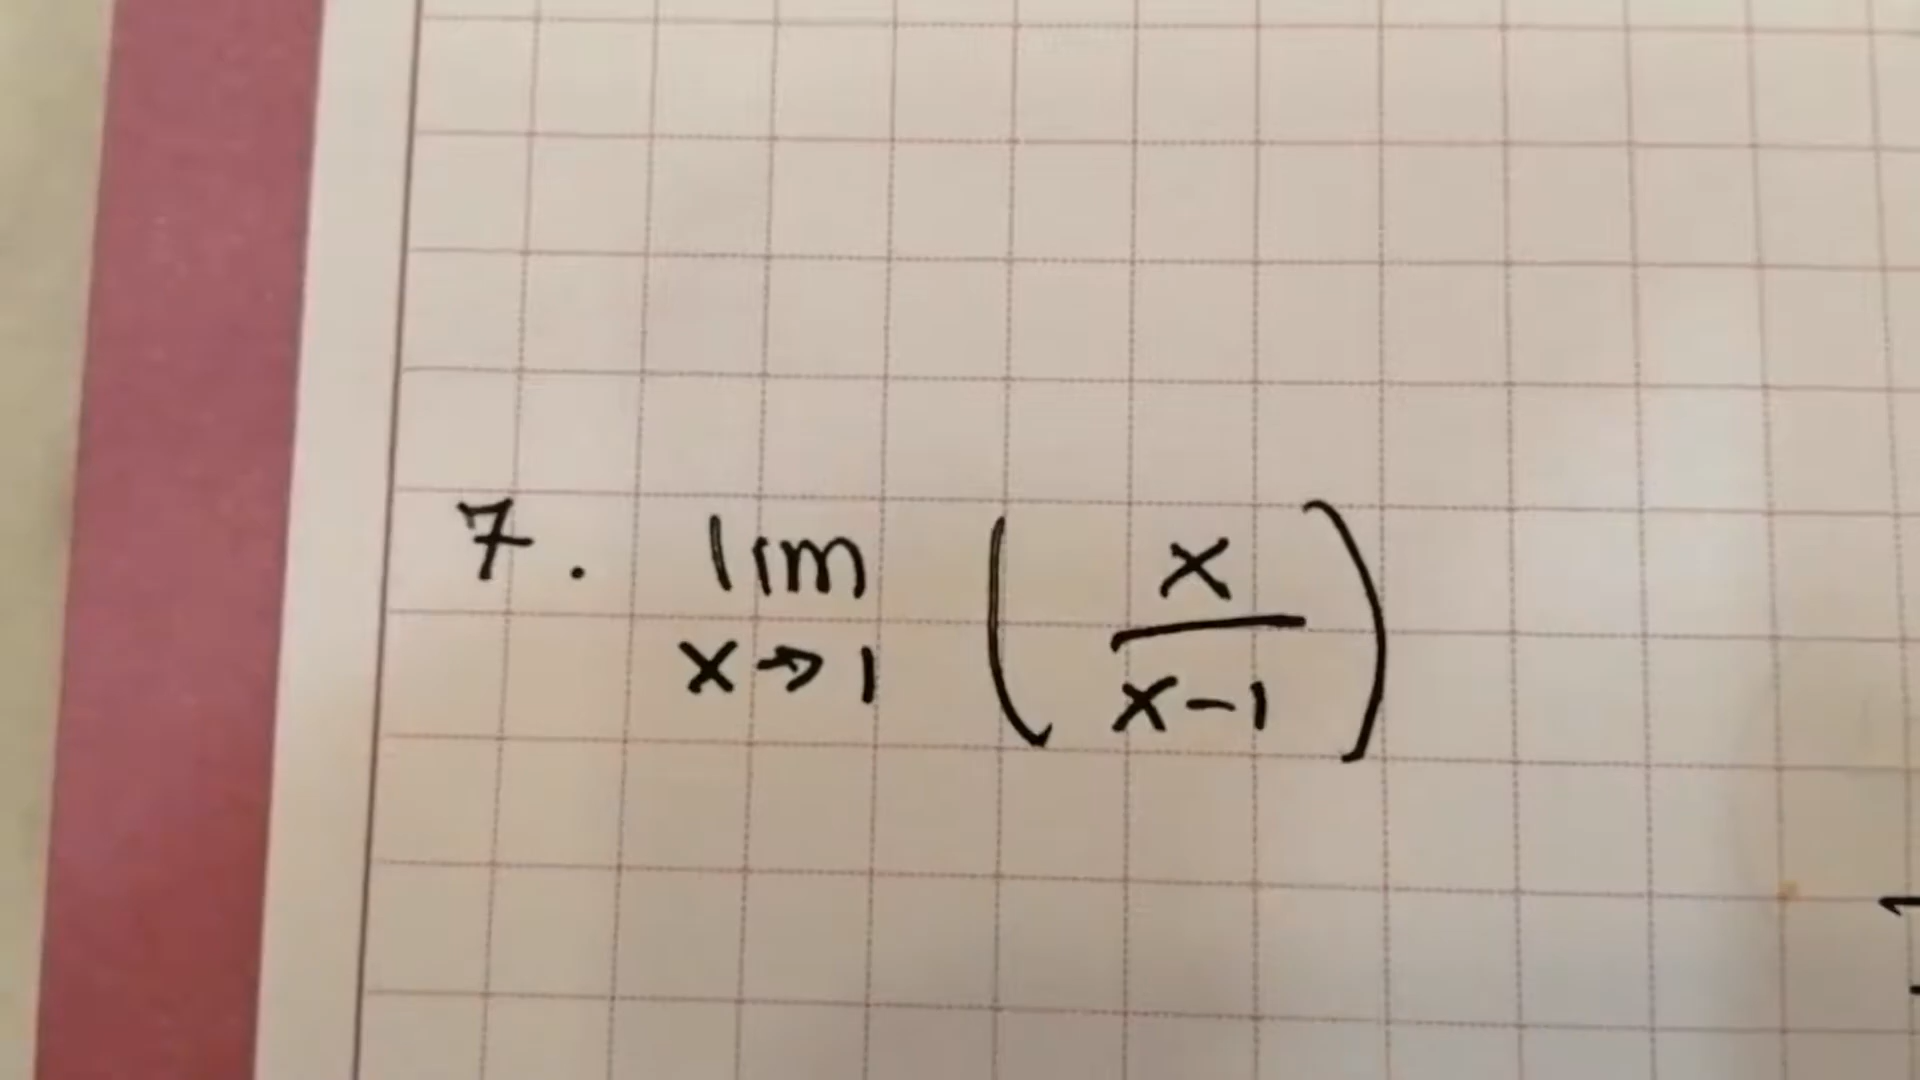 7. lim (x/(x-1))
x→1